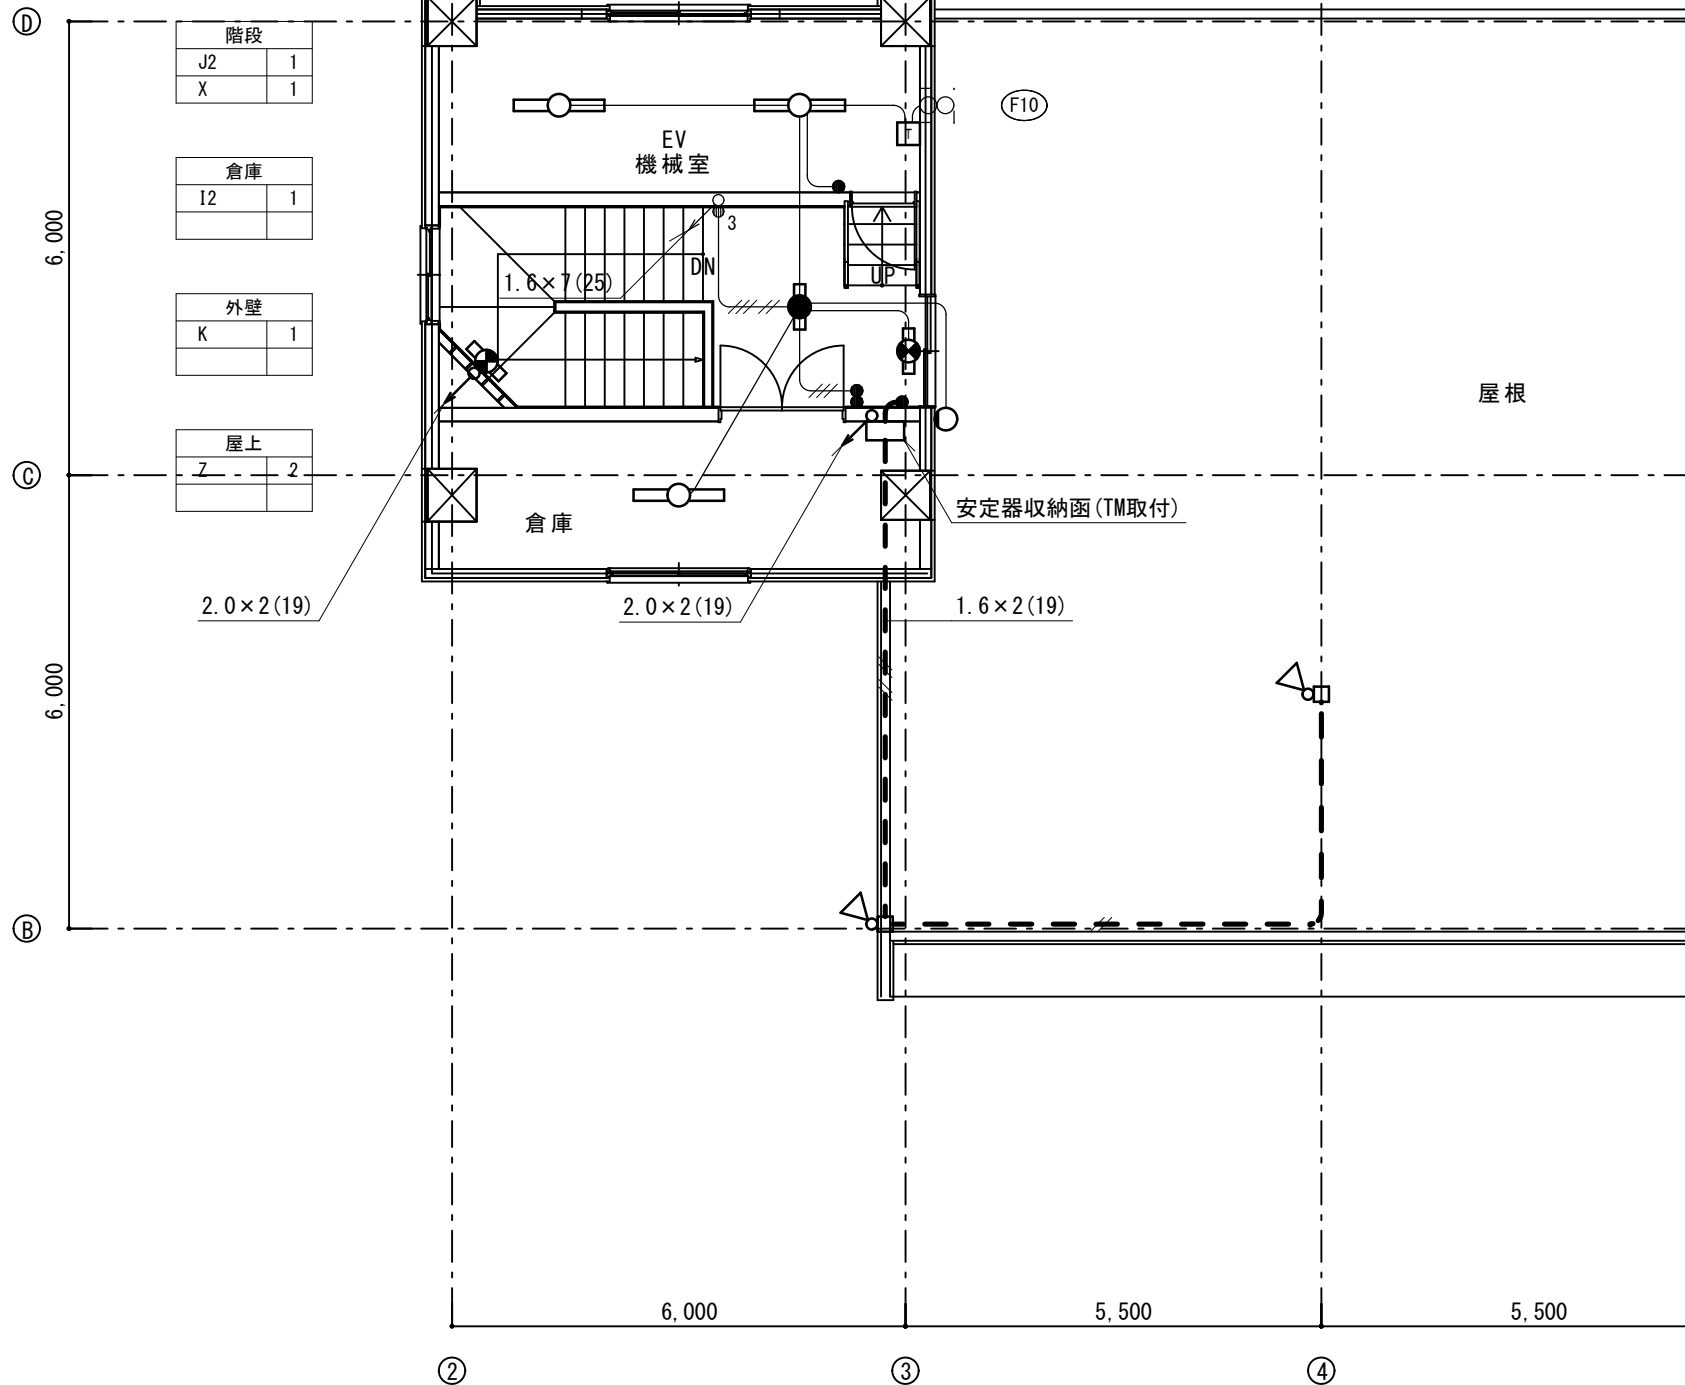 D
階段
J2 1
X 1
F10
EV
機械室
倉庫
I2 1
6,000
3
DN
UP
1.6×7(25)
外壁
K 1
屋根
屋上
Z 2
C
安定器収納函(TM取付)
倉庫
2.0×2(19)
2.0×2(19)
1.6×2(19)
6,000
B
6,000
5,500
5,500
2
3
4
T